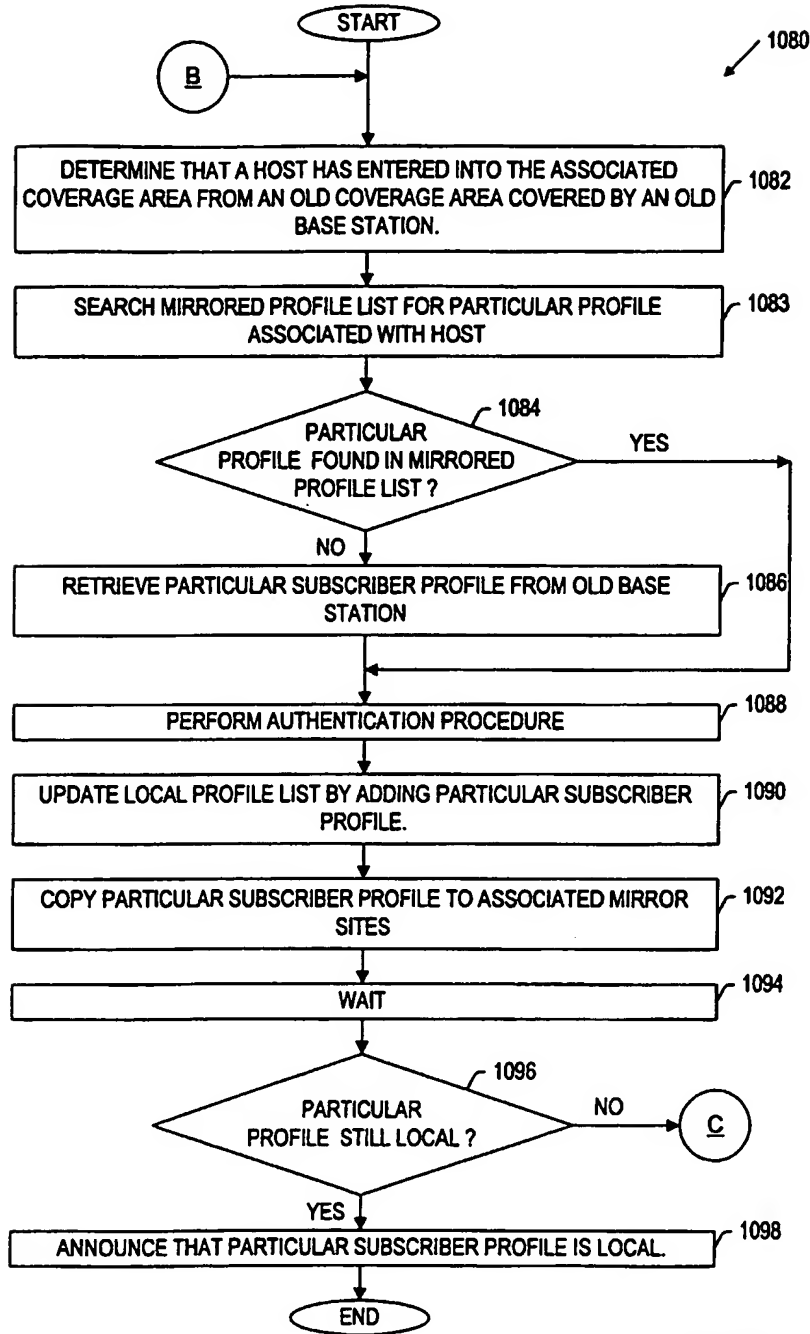 START
1080
B
DETERMINE THAT A HOST HAS ENTERED INTO THE ASSOCIATED
COVERAGE AREA FROM AN OLD COVERAGE AREA COVERED BY AN OLD
BASE STATION.
1082
SEARCH MIRRORED PROFILE LIST FOR PARTICULAR PROFILE
ASSOCIATED WITH HOST
1083
1084
PARTICULAR
PROFILE FOUND IN MIRRORED
PROFILE LIST ?
YES
NO
RETRIEVE PARTICULAR SUBSCRIBER PROFILE FROM OLD BASE
STATION
1086
PERFORM AUTHENTICATION PROCEDURE
1088
UPDATE LOCAL PROFILE LIST BY ADDING PARTICULAR SUBSCRIBER
PROFILE.
1090
COPY PARTICULAR SUBSCRIBER PROFILE TO ASSOCIATED MIRROR
SITES
1092
WAIT
1094
1096
PARTICULAR
PROFILE STILL LOCAL ?
NO
C
YES
ANNOUNCE THAT PARTICULAR SUBSCRIBER PROFILE IS LOCAL.
1098
END